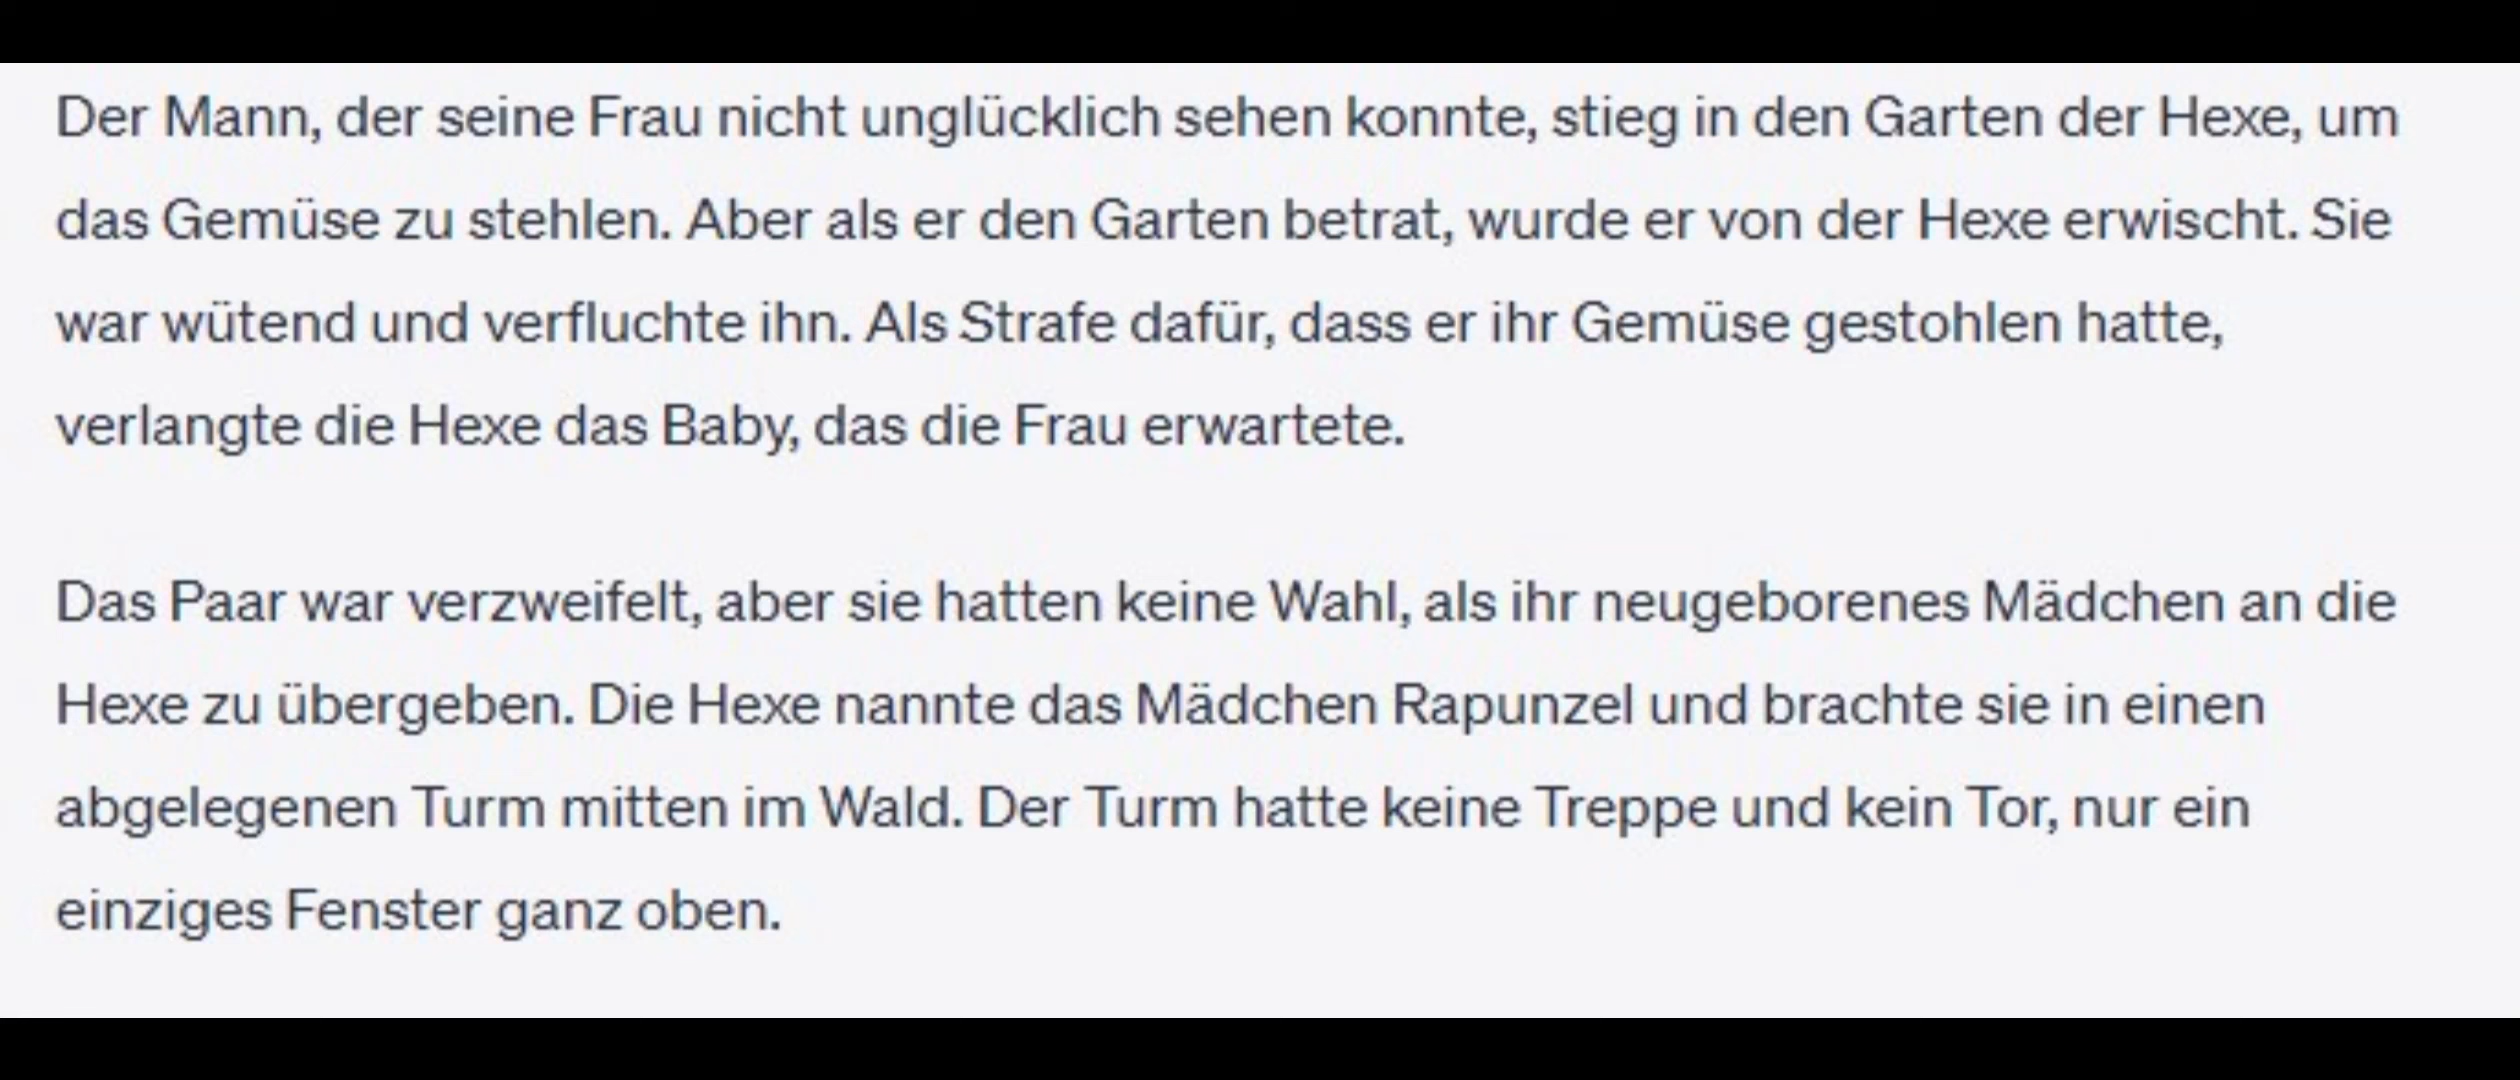 Der Mann, der seine Frau nicht unglücklich sehen konnte, stieg in den Garten der Hexe, um
das Gemüse zu stehlen. Aber als er den Garten betrat, wurde er von der Hexe erwischt. Sie
war wütend und verfluchte ihn. Als Strafe dafür, dass er ihr Gemüse gestohlen hatte,
verlangte die Hexe das Baby, das die Frau erwartete.
Das Paar war verzweifelt, aber sie hatten keine Wahl, als ihr neugeborenes Mädchen an die
Hexe zu übergeben. Die Hexe nannte das Mädchen Rapunzel und brachte sie in einen
abgelegenen Turm mitten im Wald. Der Turm hatte keine Treppe und kein Tor, nur ein
einziges Fenster ganz oben.